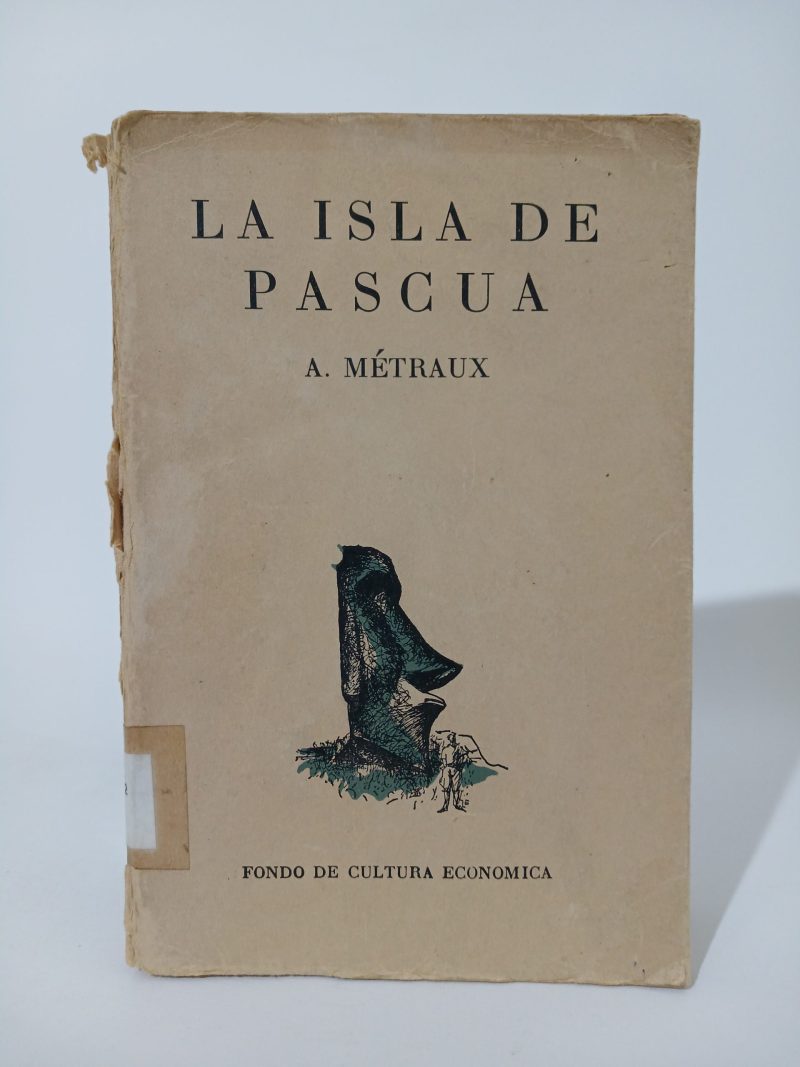 LA ISLA DE
PASCUA
A. MÉTRAUX
FONDO DE CULTURA ECONOMICA